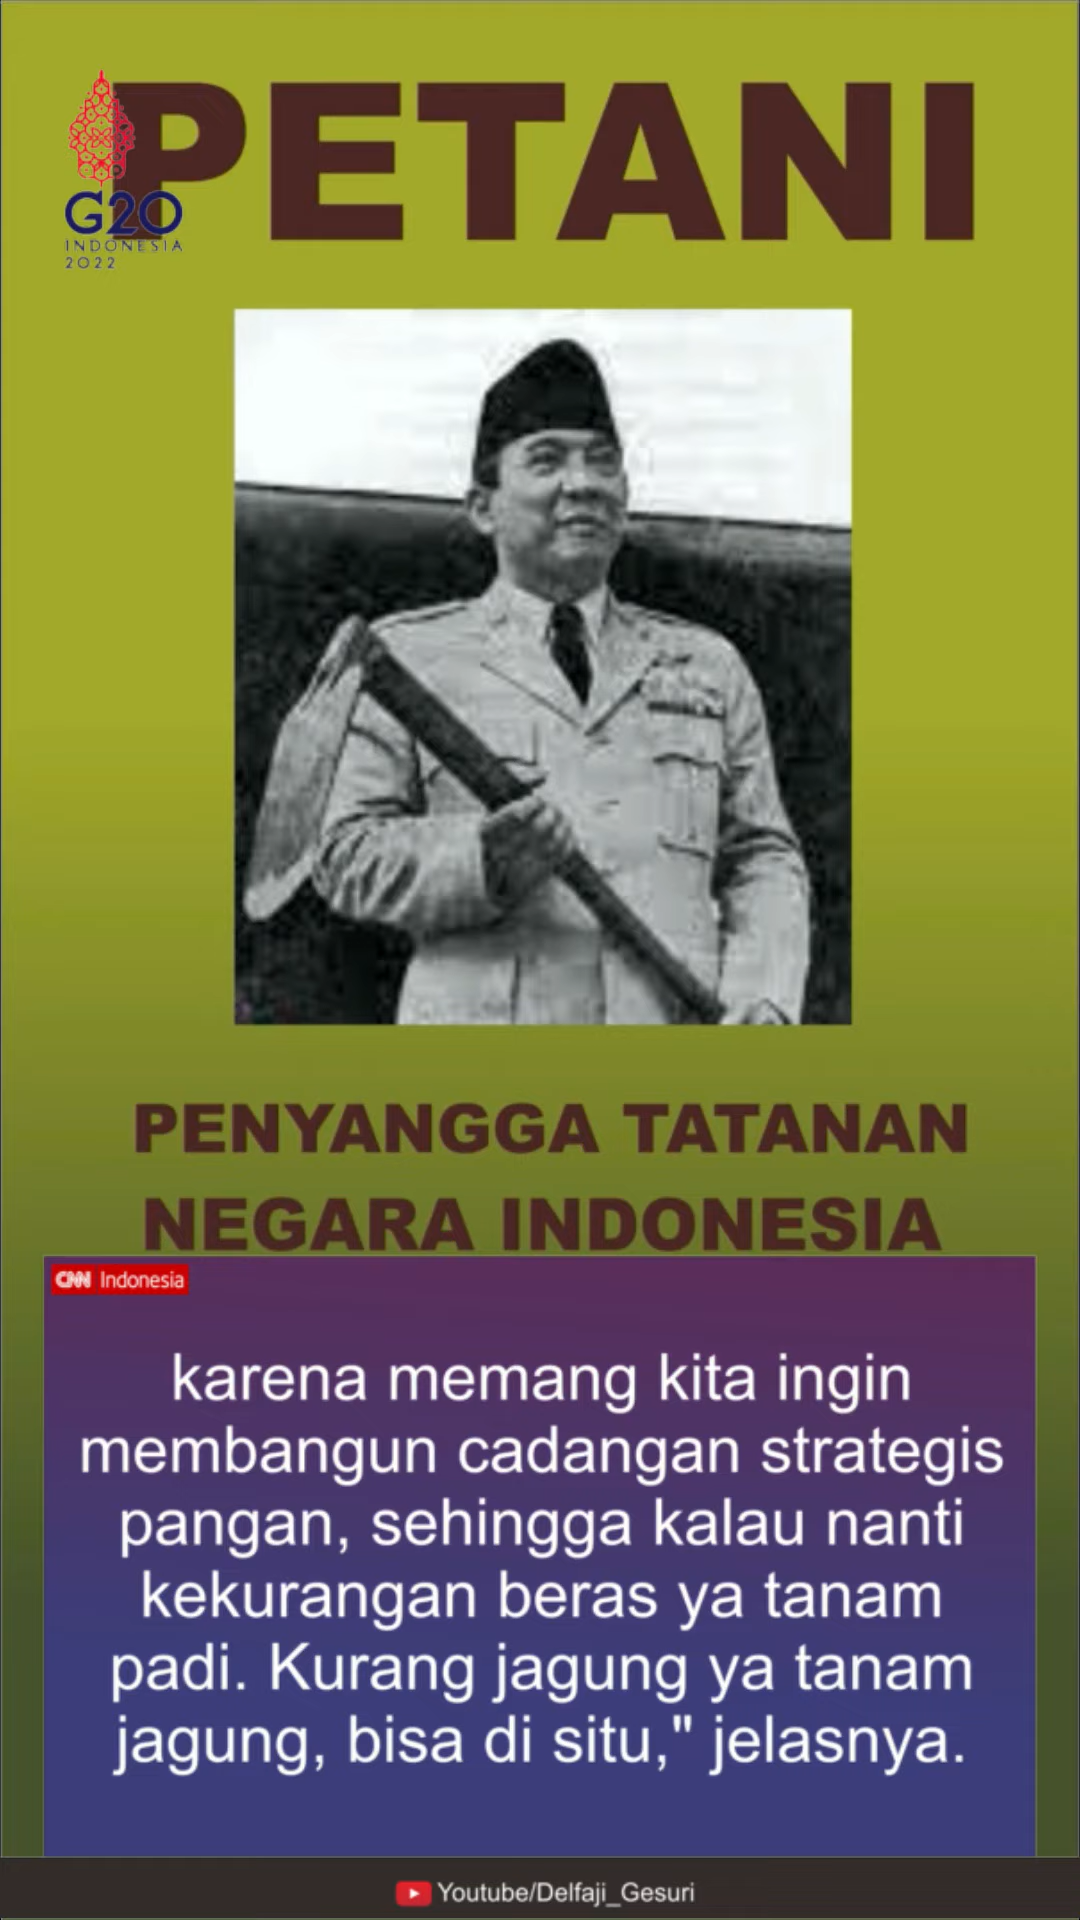 PETANI
G20
INDONESIA
2022
PENYANGGA TATANAN
NEGARA INDONESIA
CNN Indonesia
karena memang kita ingin
membangun cadangan strategis
pangan, sehingga kalau nanti
kekurangan beras ya tanam
padi. Kurang jagung ya tanam
jagung, bisa di situ," jelasnya.
Youtube/Delfaji_Gesuri